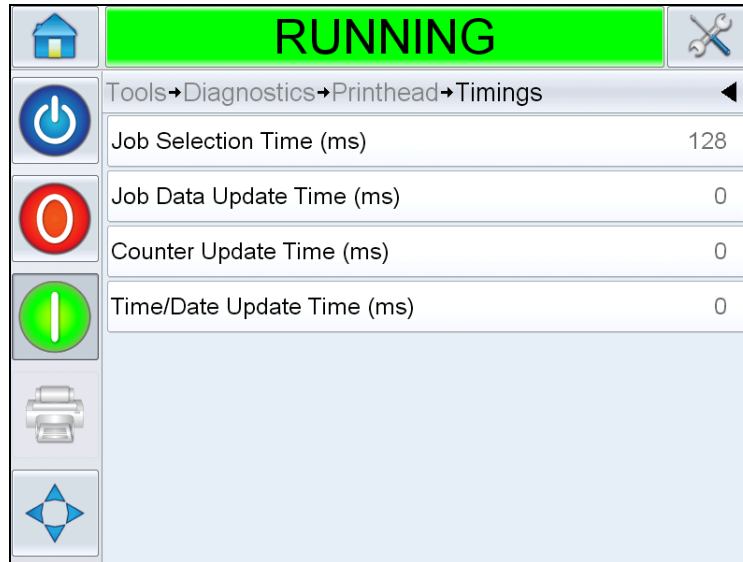 RUNNING
Tools→Diagnostics→Printhead→Timings
Job Selection Time (ms) 128
Job Data Update Time (ms) 0
Counter Update Time (ms) 0
Time/Date Update Time (ms) 0